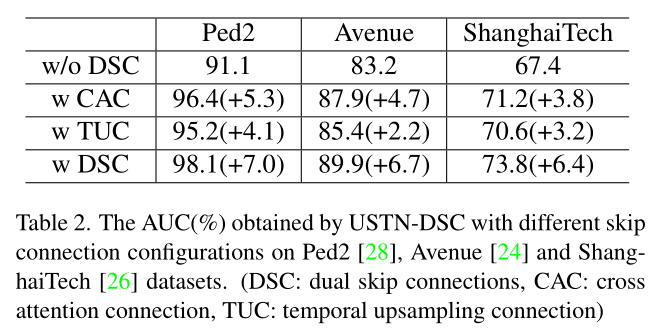 Ped2 Avenue ShanghaiTech
w/o DSC 91.1 83.2 67.4
w CAC 96.4(+5.3) 87.9(+4.7) 71.2(+3.8)
w TUC 95.2(+4.1) 85.4(+2.2) 70.6(+3.2)
w DSC 98.1(+7.0) 89.9(+6.7) 73.8(+6.4)
Table 2. The AUC(%) obtained by USTN-DSC with different skip
connection configurations on Ped2 [28], Avenue [24] and Shang-
haiTech [26] datasets. (DSC: dual skip connections, CAC: cross
attention connection, TUC: temporal upsampling connection)